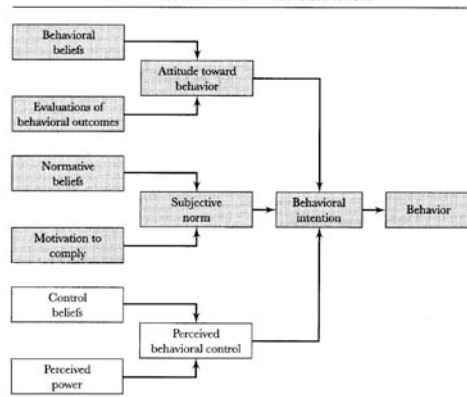 Behavioral
beliefs
Attitude toward
behavior
Evaluations of
behavioral outcomes
Normative
beliefs
Subjective
norm
Behavioral
intention
Behavior
Motivation to
comply
Control
beliefs
Perceived
behavioral control
Perceived
power